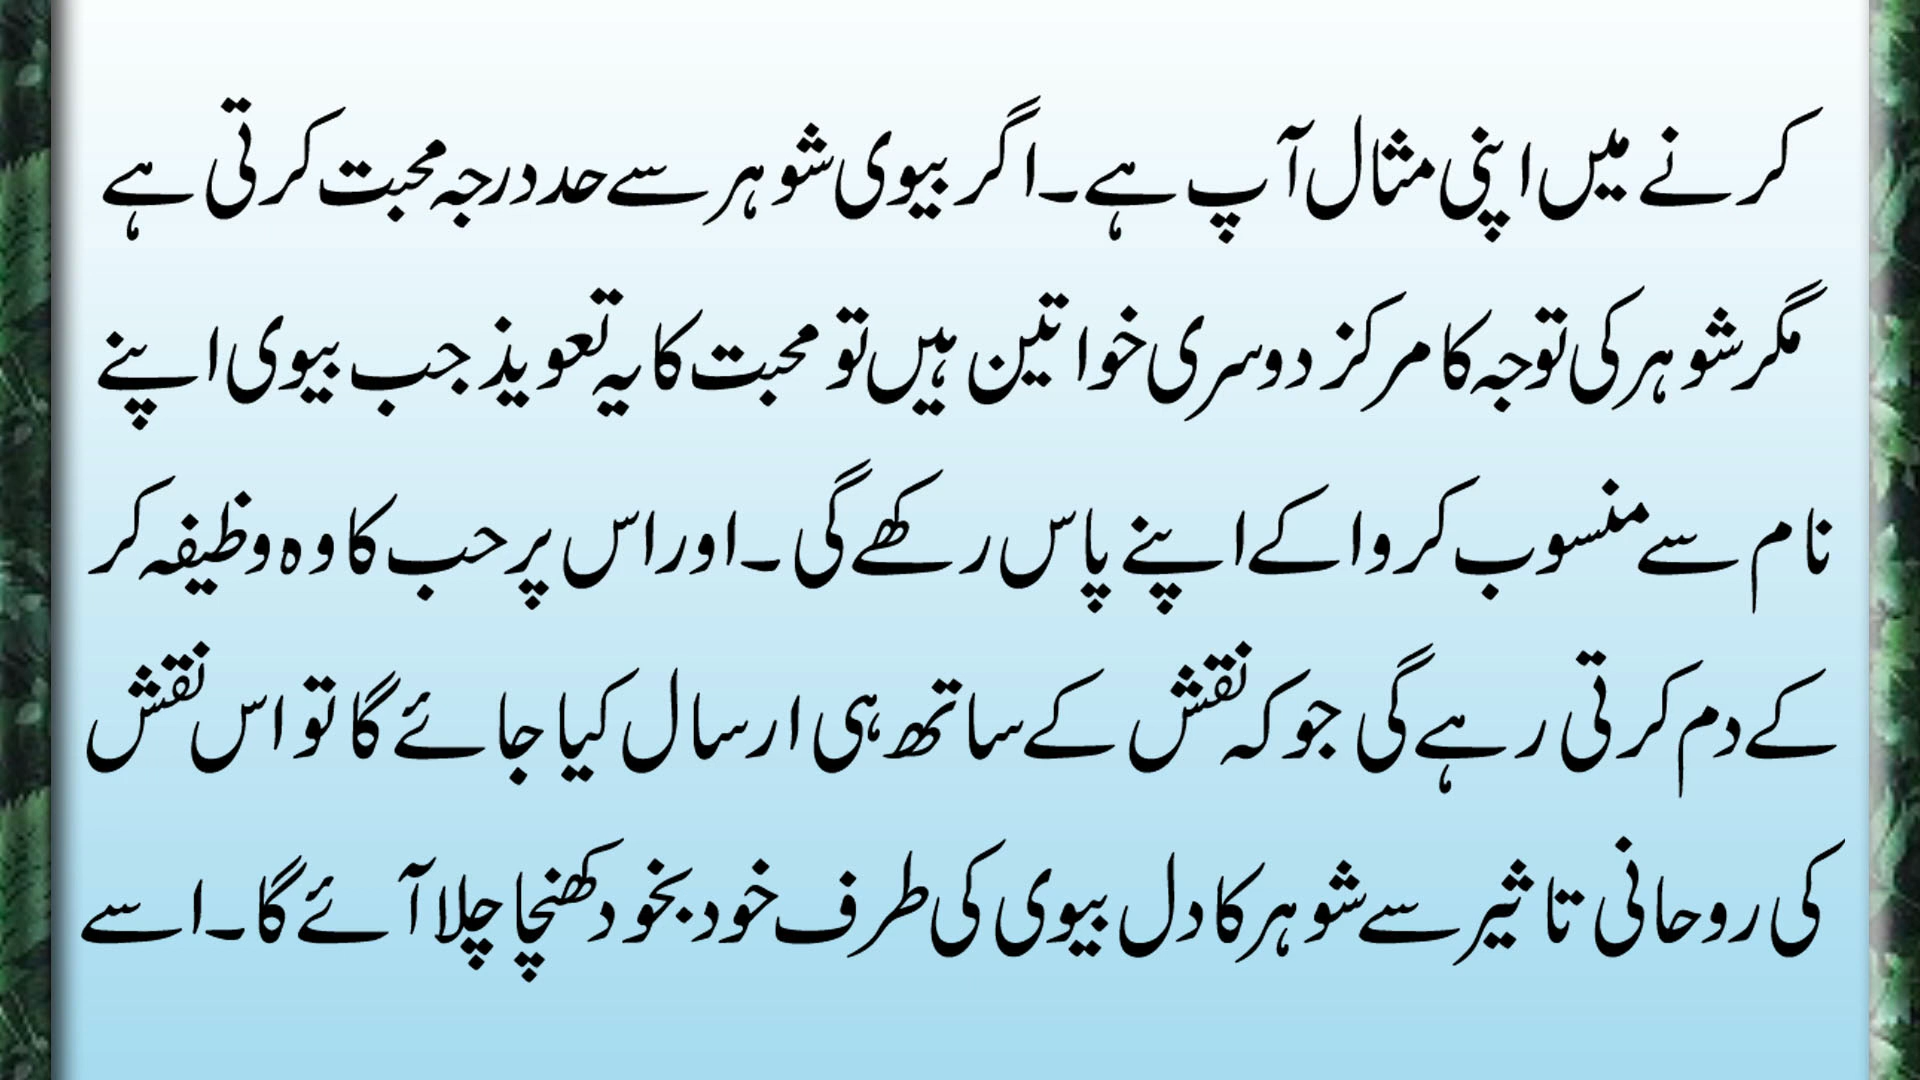 کرنے میں اپنی مثال آپ ہے۔ اگر بیوی شوہر سے حد درجہ محبت کرتی ہے
مگر شوہر کی توجہ کا مرکز دوسری خواتین ہیں تو محبت کا یہ تعویذ جب بیوی اپنے
نام سے منسوب کروا کے اپنے پاس رکھے گی۔ اور اس پر حب کا وہ وظیفہ کر
کے دم کرتی رہے گی جو کہ نقش کے ساتھ ہی ارسال کیا جائے گا تو اس نقش
کی روحانی تاثیر سے شوہر کا دل بیوی کی طرف خود بخود کھنچا چلا آئے گا۔ اسے